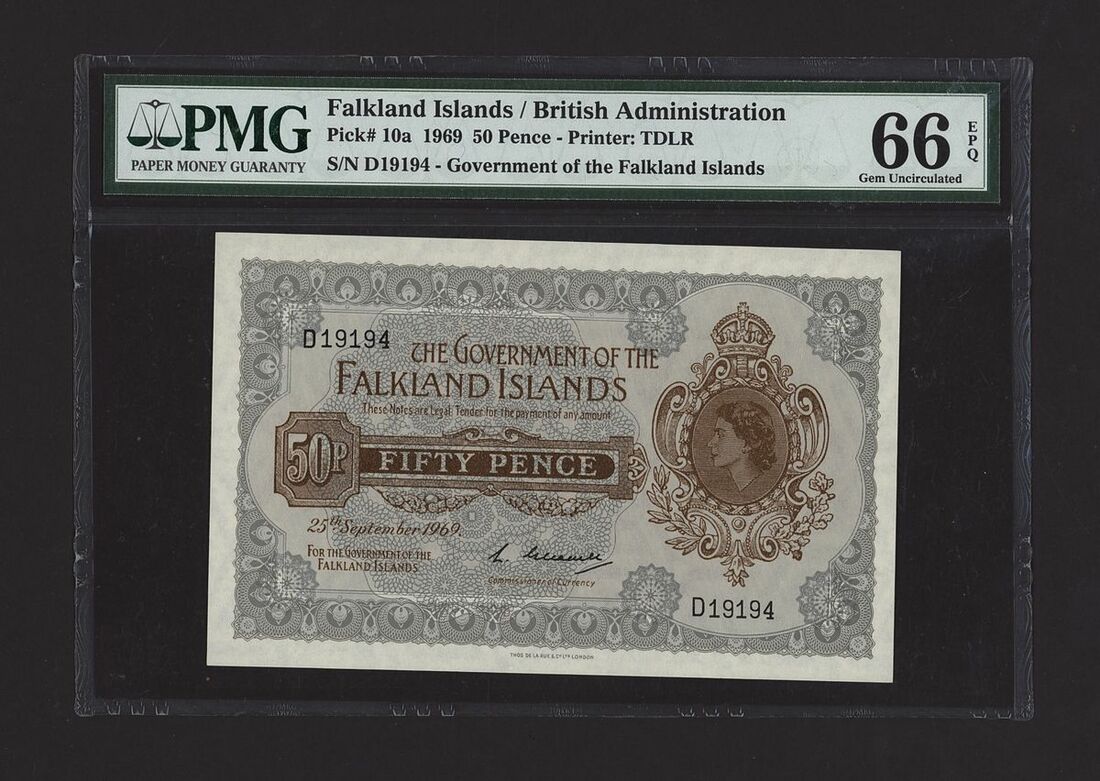 PMG
PAPER MONEY GUARANTY
Falkland Islands / British Administration
Pick# 10a 1969 50 Pence - Printer: TDLR
S/N D19194 - Government of the Falkland Islands
66 EPQ
Gem Uncirculated
D19194
THE GOVERNMENT OF THE
FALKLAND ISLANDS
These Notes are Legal Tender for the payment of any amount
50P
FIFTY PENCE
25th September 1969.
FOR THE GOVERNMENT OF THE
FALKLAND ISLANDS
Commissioner of Currency
D19194
THOS DE LA RUE & CO LTD LONDON